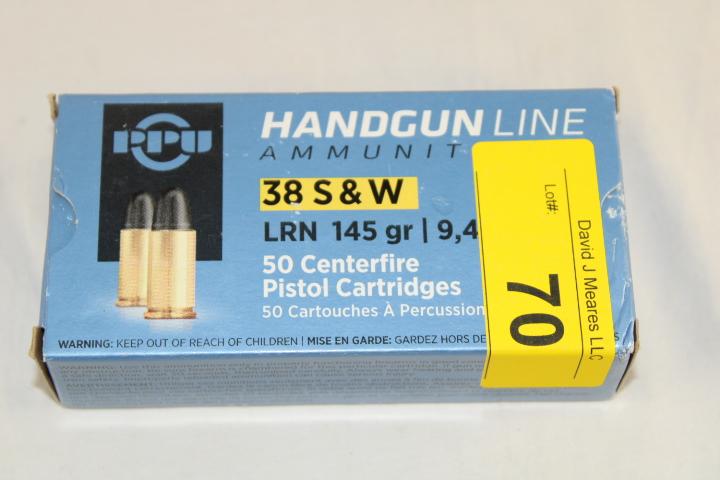 PPU
HANDGUN LINE
AMMUNIT
38 S & W
LRN 145 gr | 9,4
50 Centerfire
Pistol Cartridges
50 Cartouches À Percussion
WARNING: KEEP OUT OF REACH OF CHILDREN | MISE EN GARDE: GARDEZ HORS DE
Lot#:
70
David J Meares LLC